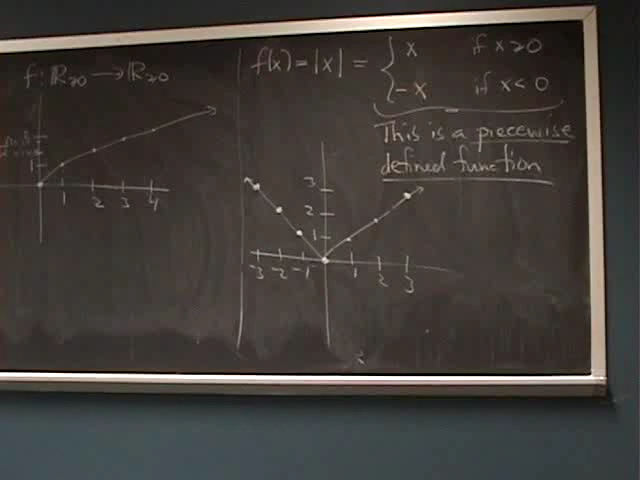 f: ℝ≥0 → ℝ≥0
1
1 2 3 4
f(x) = |x| = { x if x ≥ 0
-x if x < 0
This is a piecewise
defined function
3
2
1
-3 -2 -1 1 2 3